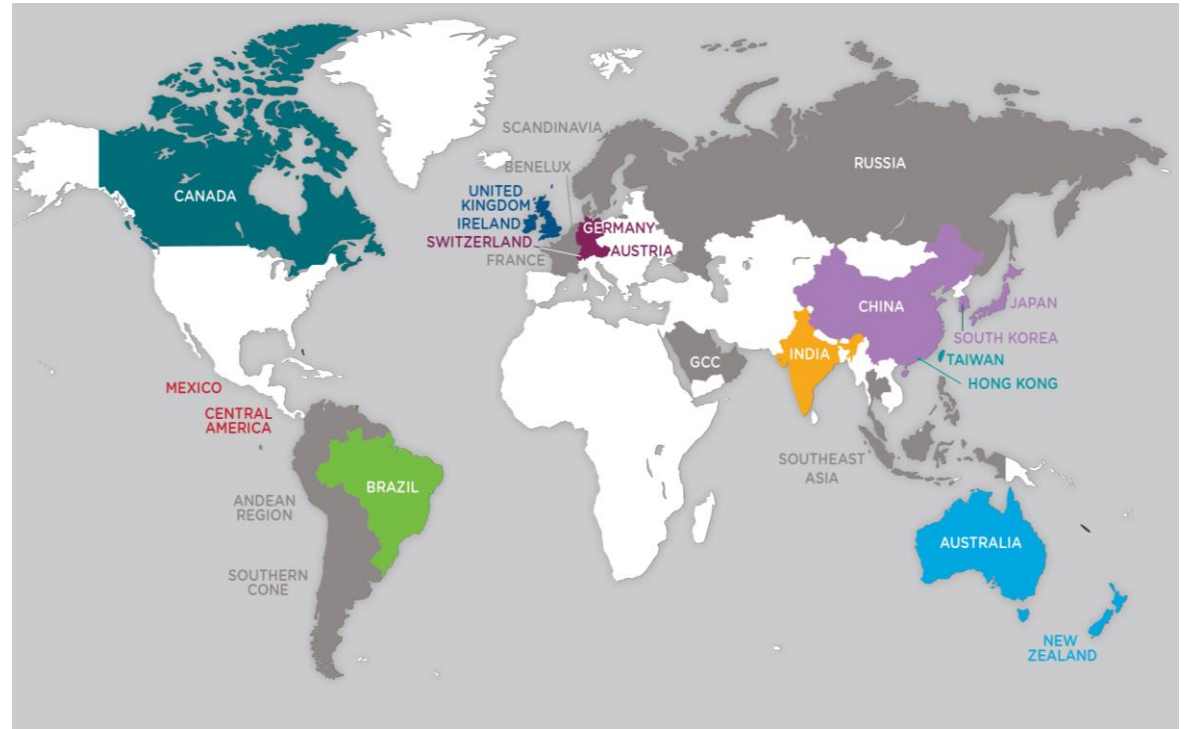 SCANDINAVIA
RUSSIA
BENELUX
CANADA
UNITED
KINGDOM
IRELAND
GERMANY
SWITZERLAND
AUSTRIA
FRANCE
CHINA
JAPAN
SOUTH KOREA
INDIA
GCC
TAIWAN
HONG KONG
MEXICO
CENTRAL
AMERICA
SOUTHEAST
ASIA
BRAZIL
ANDEAN
REGION
AUSTRALIA
SOUTHERN
CONE
NEW
ZEALAND